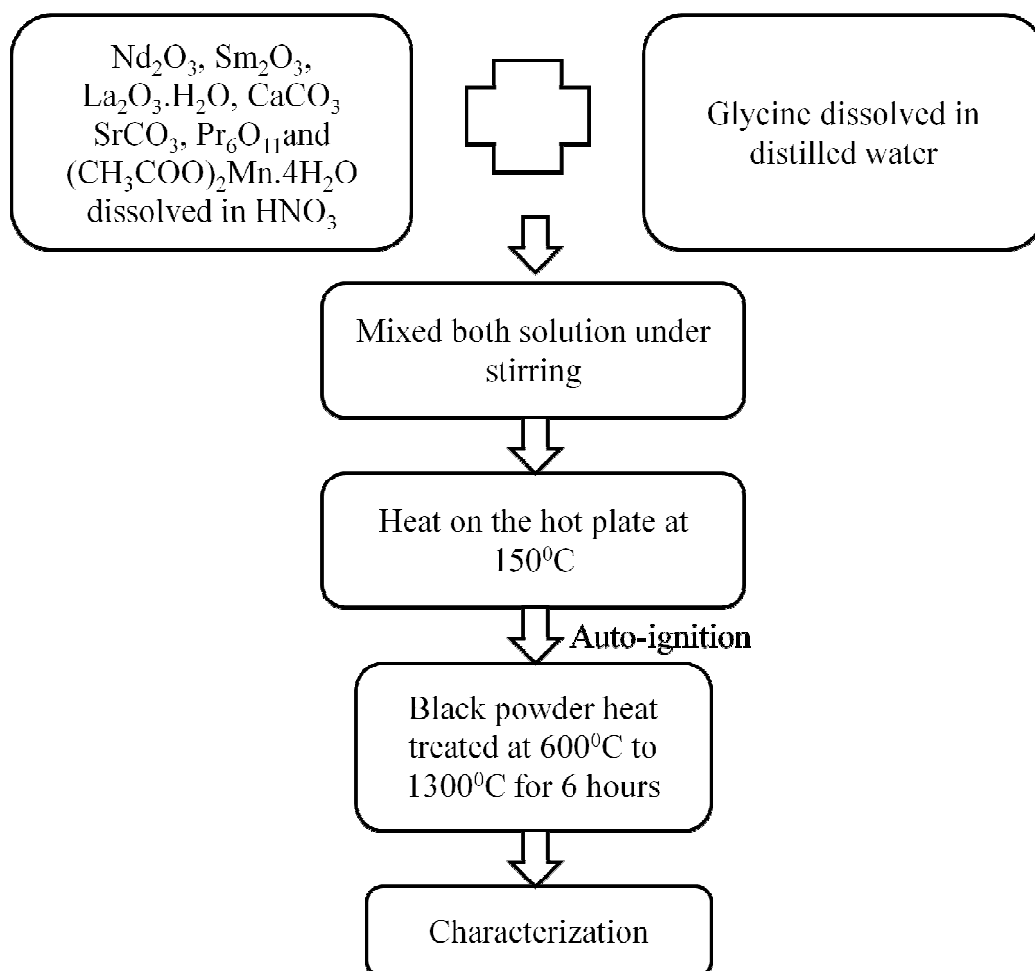 Nd₂O₃, Sm₂O₃,
La₂O₃.H₂O, CaCO₃
SrCO₃, Pr₆O₁₁and
(CH₃COO)₂Mn.4H₂O
dissolved in HNO₃
Glycine dissolved in
distilled water
Mixed both solution under
stirring
Heat on the hot plate at
150⁰C
Auto-ignition
Black powder heat
treated at 600⁰C to
1300⁰C for 6 hours
Characterization